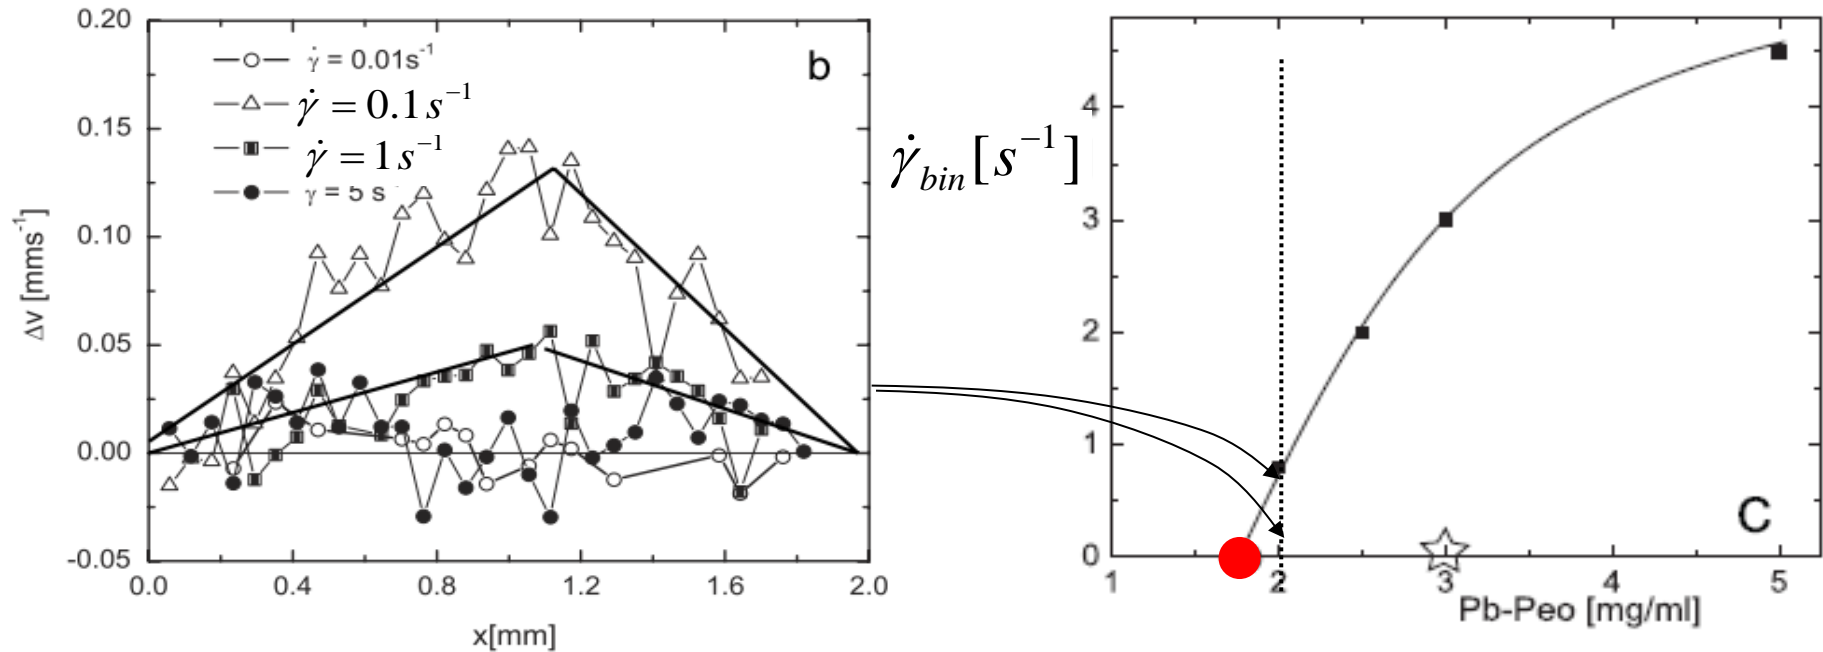 0.20
0.15
0.10
0.05
0.00
-0.05
Δv [mms⁻¹]
b
γ̇ = 0.01s⁻¹
γ̇ = 0.1 s⁻¹
γ̇ = 1 s⁻¹
γ = 5 s
0.0 0.4 0.8 1.2 1.6 2.0
x[mm]
γ̇bin [s⁻¹]
4
3
2
1
0
C
1 2 3 4 5
Pb-Peo [mg/ml]